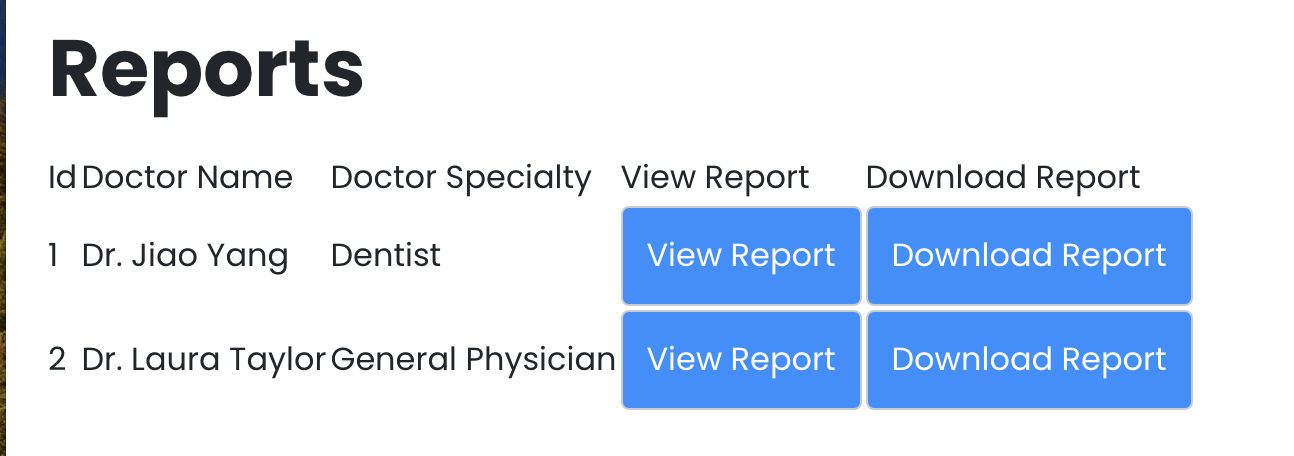 Reports
Id Doctor Name Doctor Specialty View Report Download Report
1 Dr. Jiao Yang Dentist View Report Download Report
2 Dr. Laura Taylor General Physician View Report Download Report